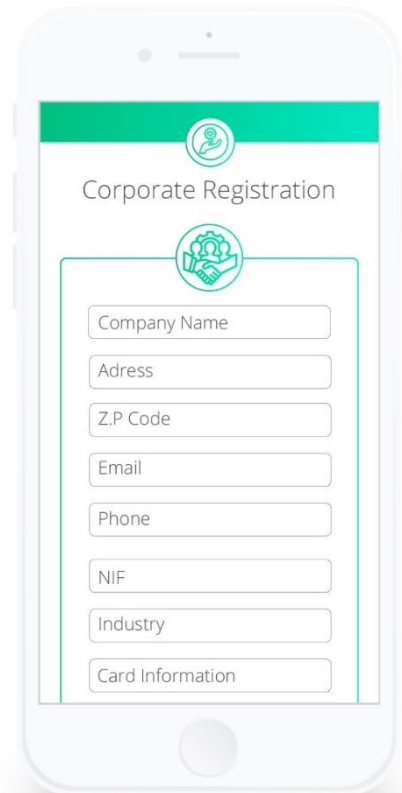 Corporate Registration
Company Name
Adress
Z.P Code
Email
Phone
NIF
Industry
Card Information